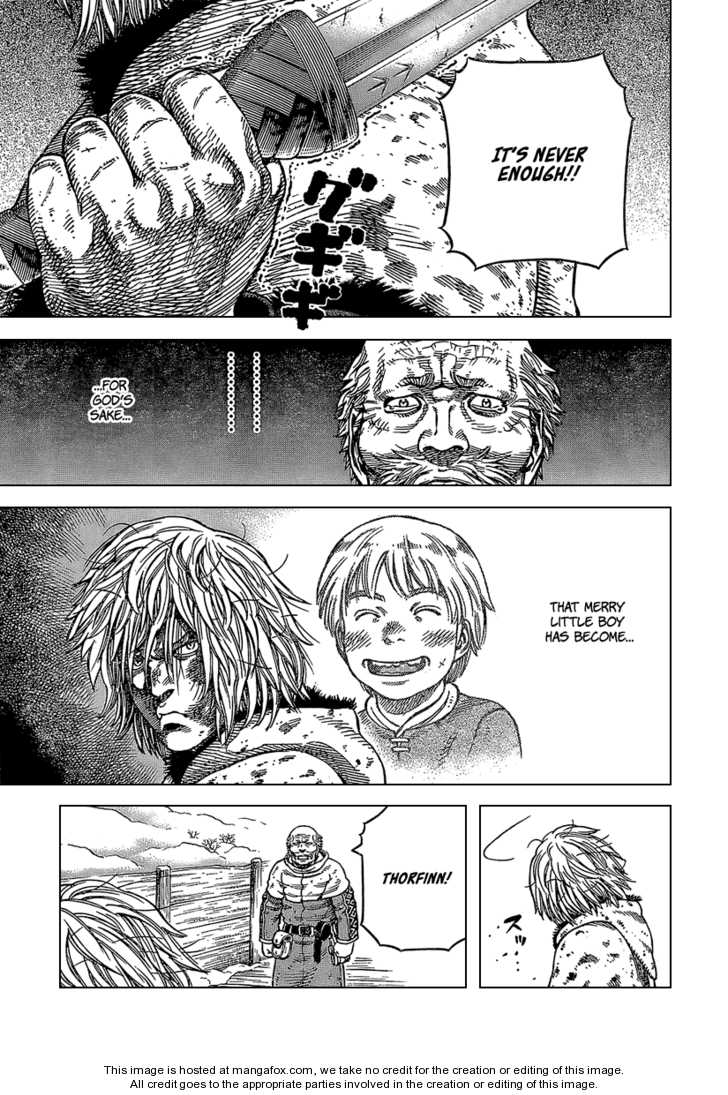 IT'S NEVER
ENOUGH!!
グギギ
………
………
...FOR
GOD'S
SAKE...
THAT MERRY
LITTLE BOY
HAS BECOME...
スッ…
THORFINN!
This image is hosted at mangafox.com, we take no credit for the creation or editing of this image.
All credit goes to the appropriate parties involved in the creation or editing of this image.